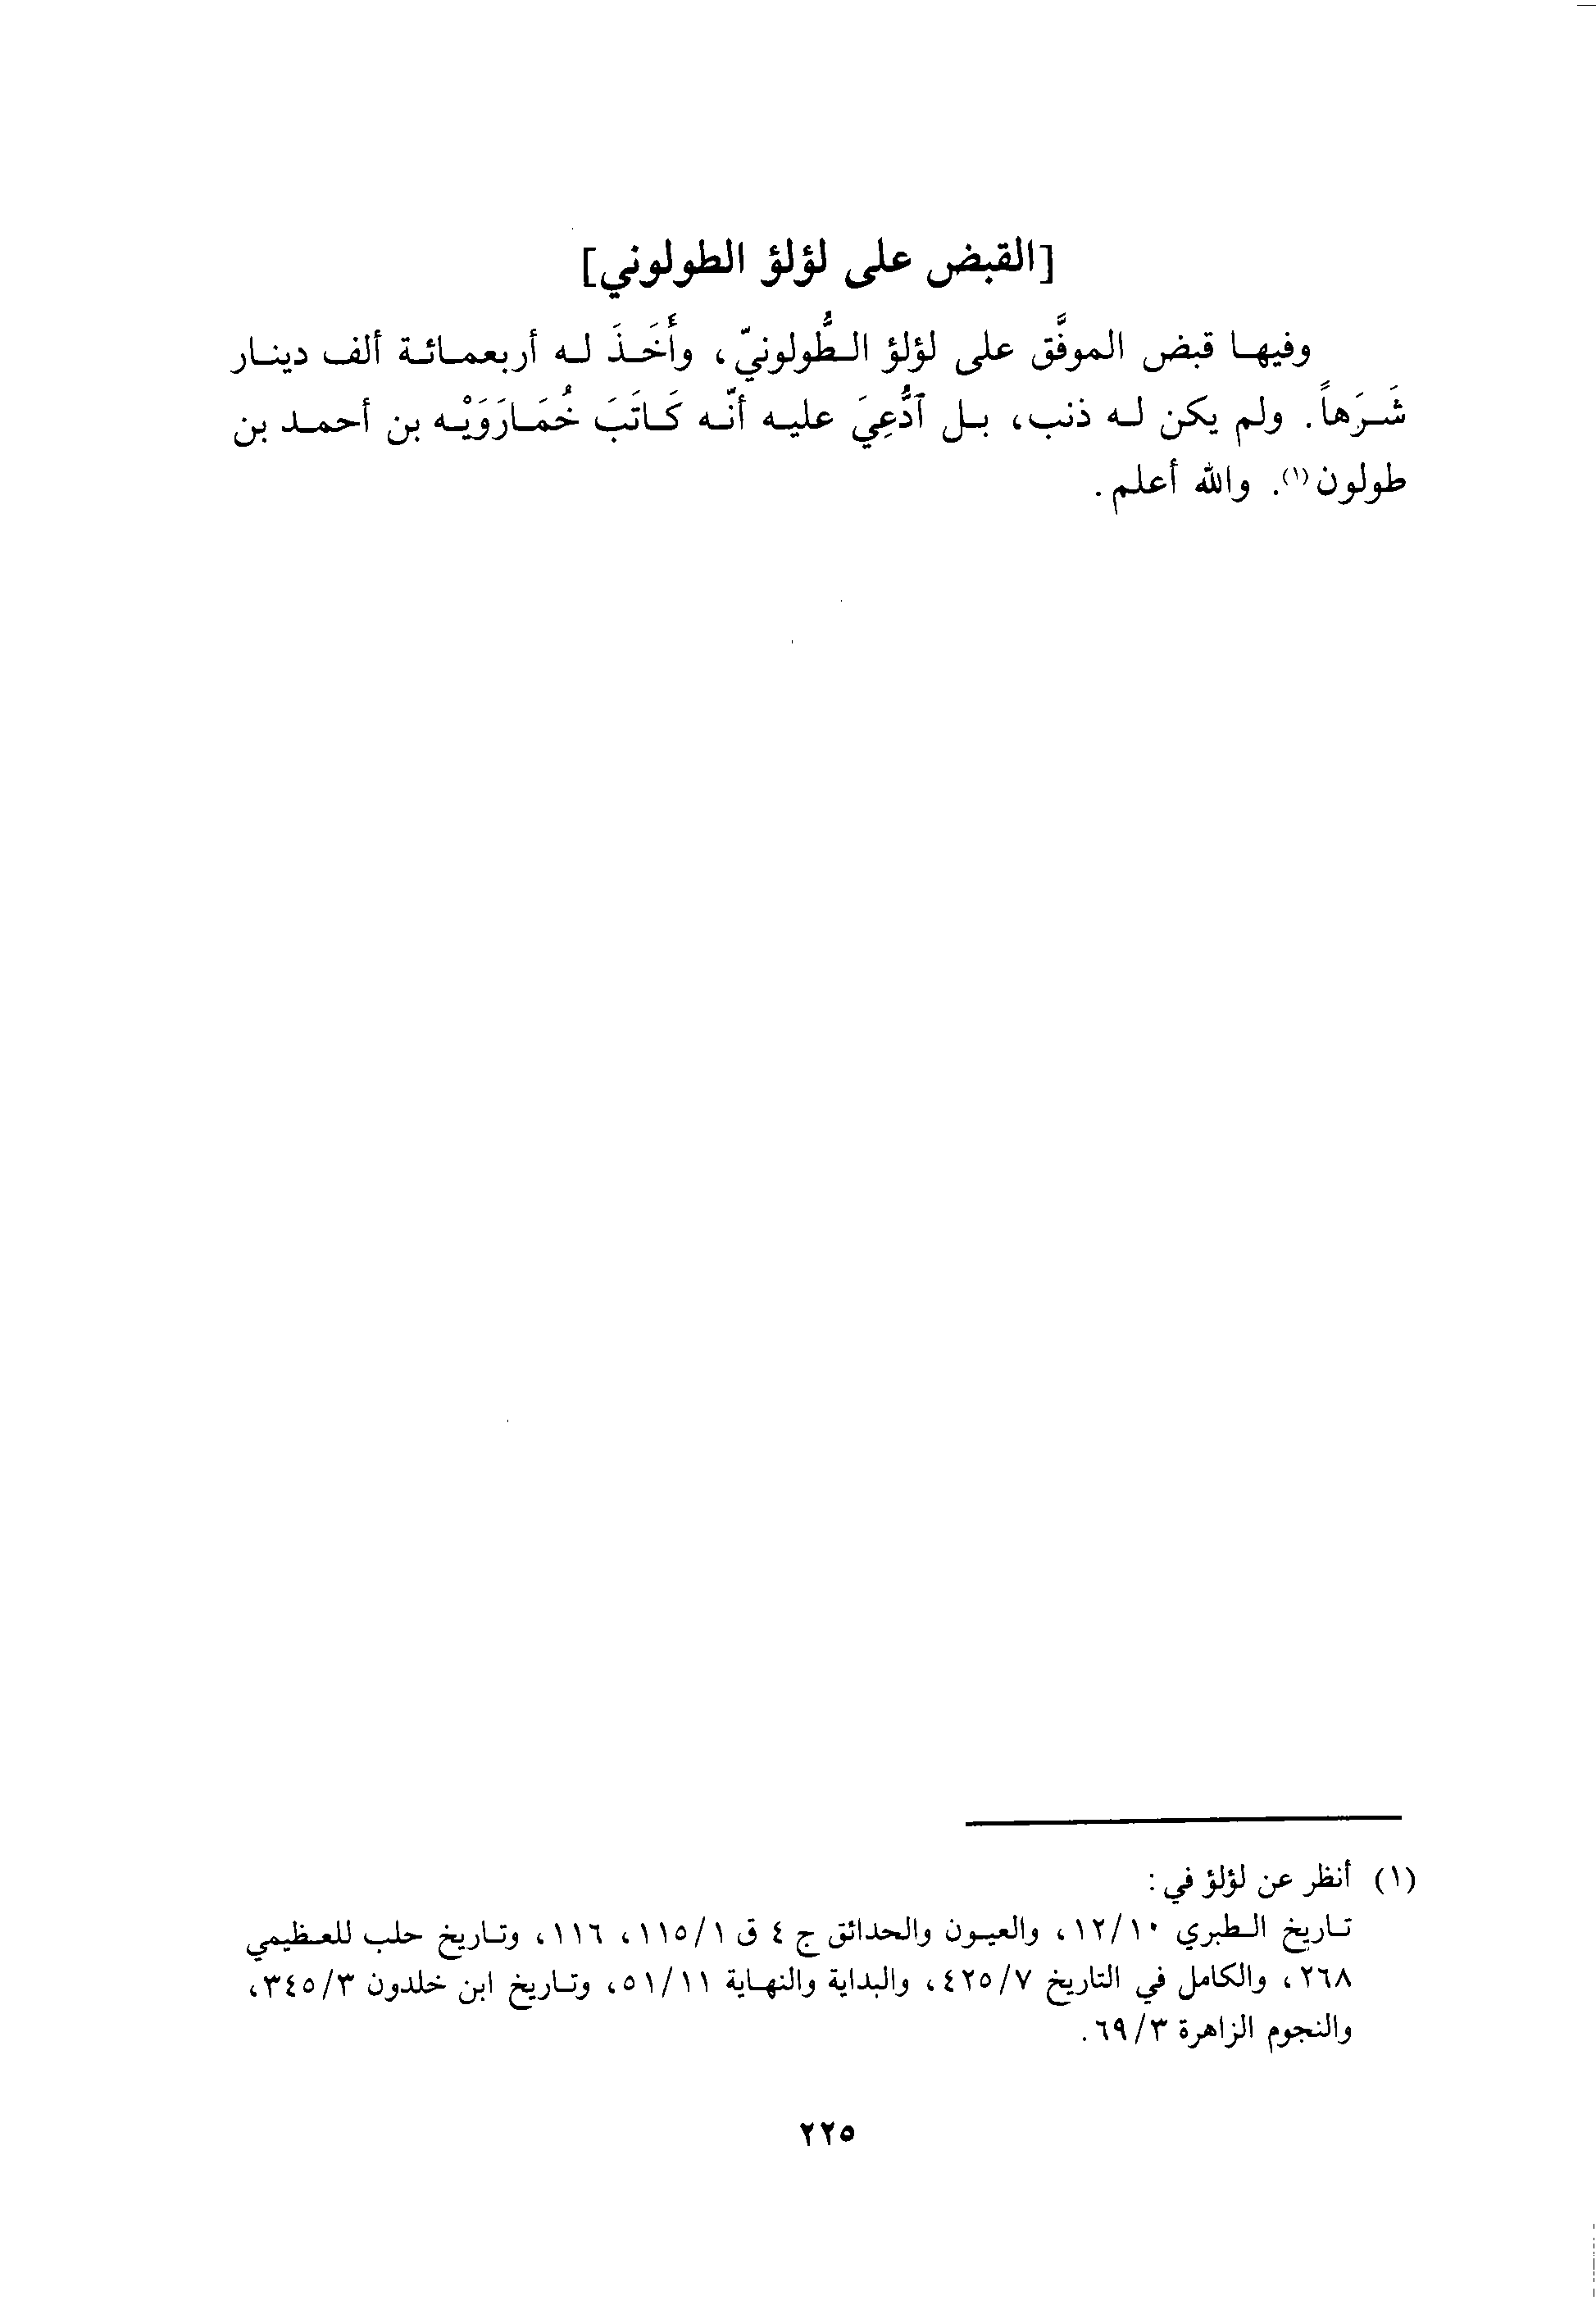 [القبض على لؤلؤ الطولوني]
وفيها قبض الموفَّق على لؤلؤ الطُّولونيّ، وأَخَذَ له أربعمائة ألف دينار
شَرَهاً. ولم يكن له ذنب، بل ٱدُّعِيَ عليه أنّه كَاتَبَ خُمَارَوَيْه بن أحمد بن
طولون(١). والله أعلم.
(١) أنظر عن لؤلؤ في:
تاريخ الطبري ١٢/١٠، والعيون والحدائق ج ٤ ق ١١٥/١، ١١٦، وتاريخ حلب للعظيمي
٢٦٨، والكامل في التاريخ ٤٢٥/٧، والبداية والنهاية ٥١/١١، وتاريخ ابن خلدون ٣٤٥/٣،
والنجوم الزاهرة ٦٩/٣.
٢٢٥